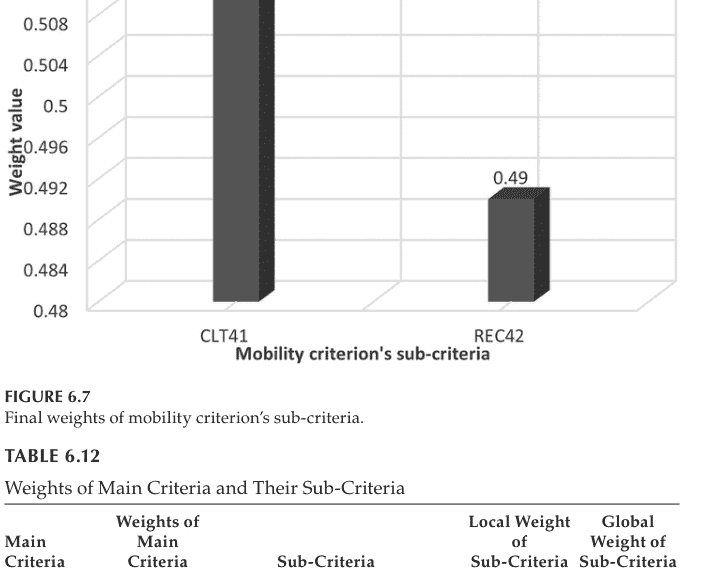 0.508
0.504
0.5
0.496
0.492
0.488
0.484
0.48
Weight value
0.49
CLT41
REC42
Mobility criterion's sub-criteria
FIGURE 6.7
Final weights of mobility criterion's sub-criteria.
TABLE 6.12
Weights of Main Criteria and Their Sub-Criteria
Main Criteria
Weights of Main Criteria
Sub-Criteria
Local Weight of Sub-Criteria
Global Weight of Sub-Criteria